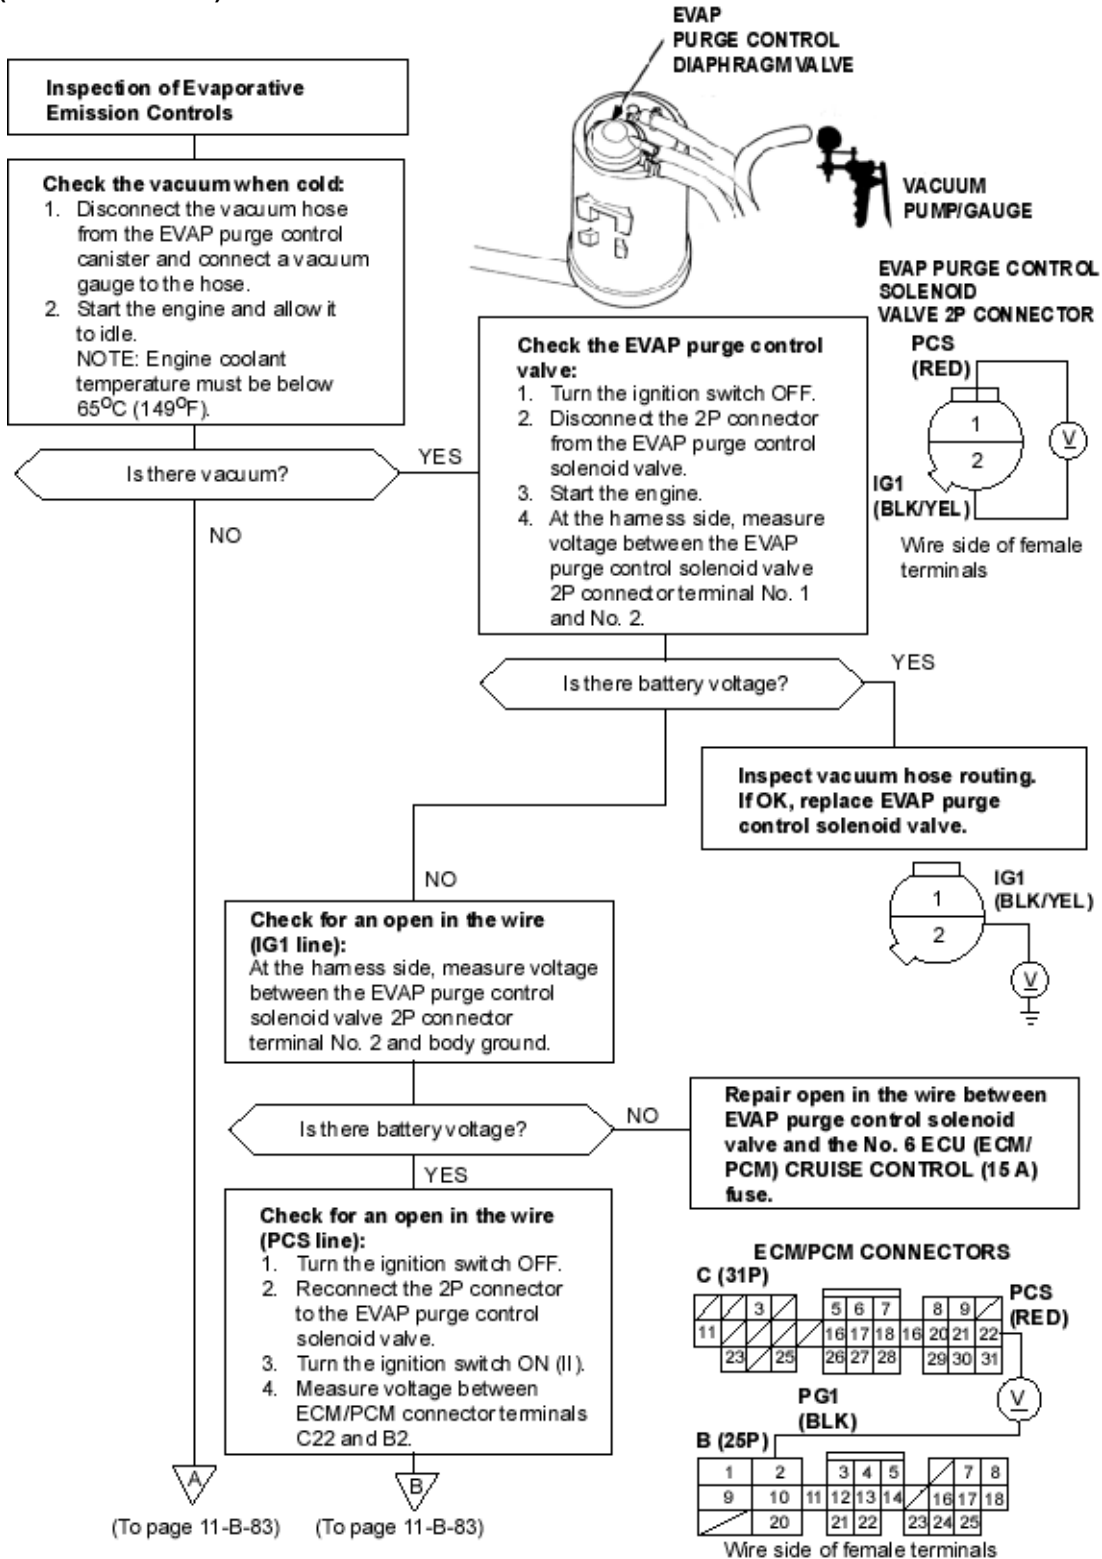 EVAP
PURGE CONTROL
DIAPHRAGM VALVE
Inspection of Evaporative
Emission Controls
Check the vacuum when cold:
1. Disconnect the vacuum hose
from the EVAP purge control
canister and connect a vacuum
gauge to the hose.
2. Start the engine and allow it
to idle.
NOTE: Engine coolant
temperature must be below
65°C (149°F).
VACUUM
PUMP/GAUGE
EVAP PURGE CONTROL
SOLENOID
VALVE 2P CONNECTOR
PCS
(RED)
1
2
V
IG1
(BLK/YEL)
Wire side of female
terminals
Is there vacuum?
YES
NO
Check the EVAP purge control
valve:
1. Turn the ignition switch OFF.
2. Disconnect the 2P connector
from the EVAP purge control
solenoid valve.
3. Start the engine.
4. At the harness side, measure
voltage between the EVAP
purge control solenoid valve
2P connector terminal No. 1
and No. 2.
Is there battery voltage?
YES
Inspect vacuum hose routing.
If OK, replace EVAP purge
control solenoid valve.
NO
IG1
(BLK/YEL)
1
2
V
Check for an open in the wire
(IG1 line):
At the harness side, measure voltage
between the EVAP purge control
solenoid valve 2P connector
terminal No. 2 and body ground.
Is there battery voltage?
NO
Repair open in the wire between
EVAP purge control solenoid
valve and the No. 6 ECU (ECM/
PCM) CRUISE CONTROL (15 A)
fuse.
YES
Check for an open in the wire
(PCS line):
1. Turn the ignition switch OFF.
2. Reconnect the 2P connector
to the EVAP purge control
solenoid valve.
3. Turn the ignition switch ON (II).
4. Measure voltage between
ECM/PCM connector terminals
C22 and B2.
ECM/PCM CONNECTORS
C (31P)
PCS
(RED)
3 5 6 7 8 9
11 16 17 18 16 20 21 22
23 25 26 27 28 29 30 31
V
PG1
(BLK)
B (25P)
1 2 3 4 5 7 8
9 10 11 12 13 14 16 17 18
20 21 22 23 24 25
Wire side of female terminals
A
B
(To page 11-B-83)
(To page 11-B-83)